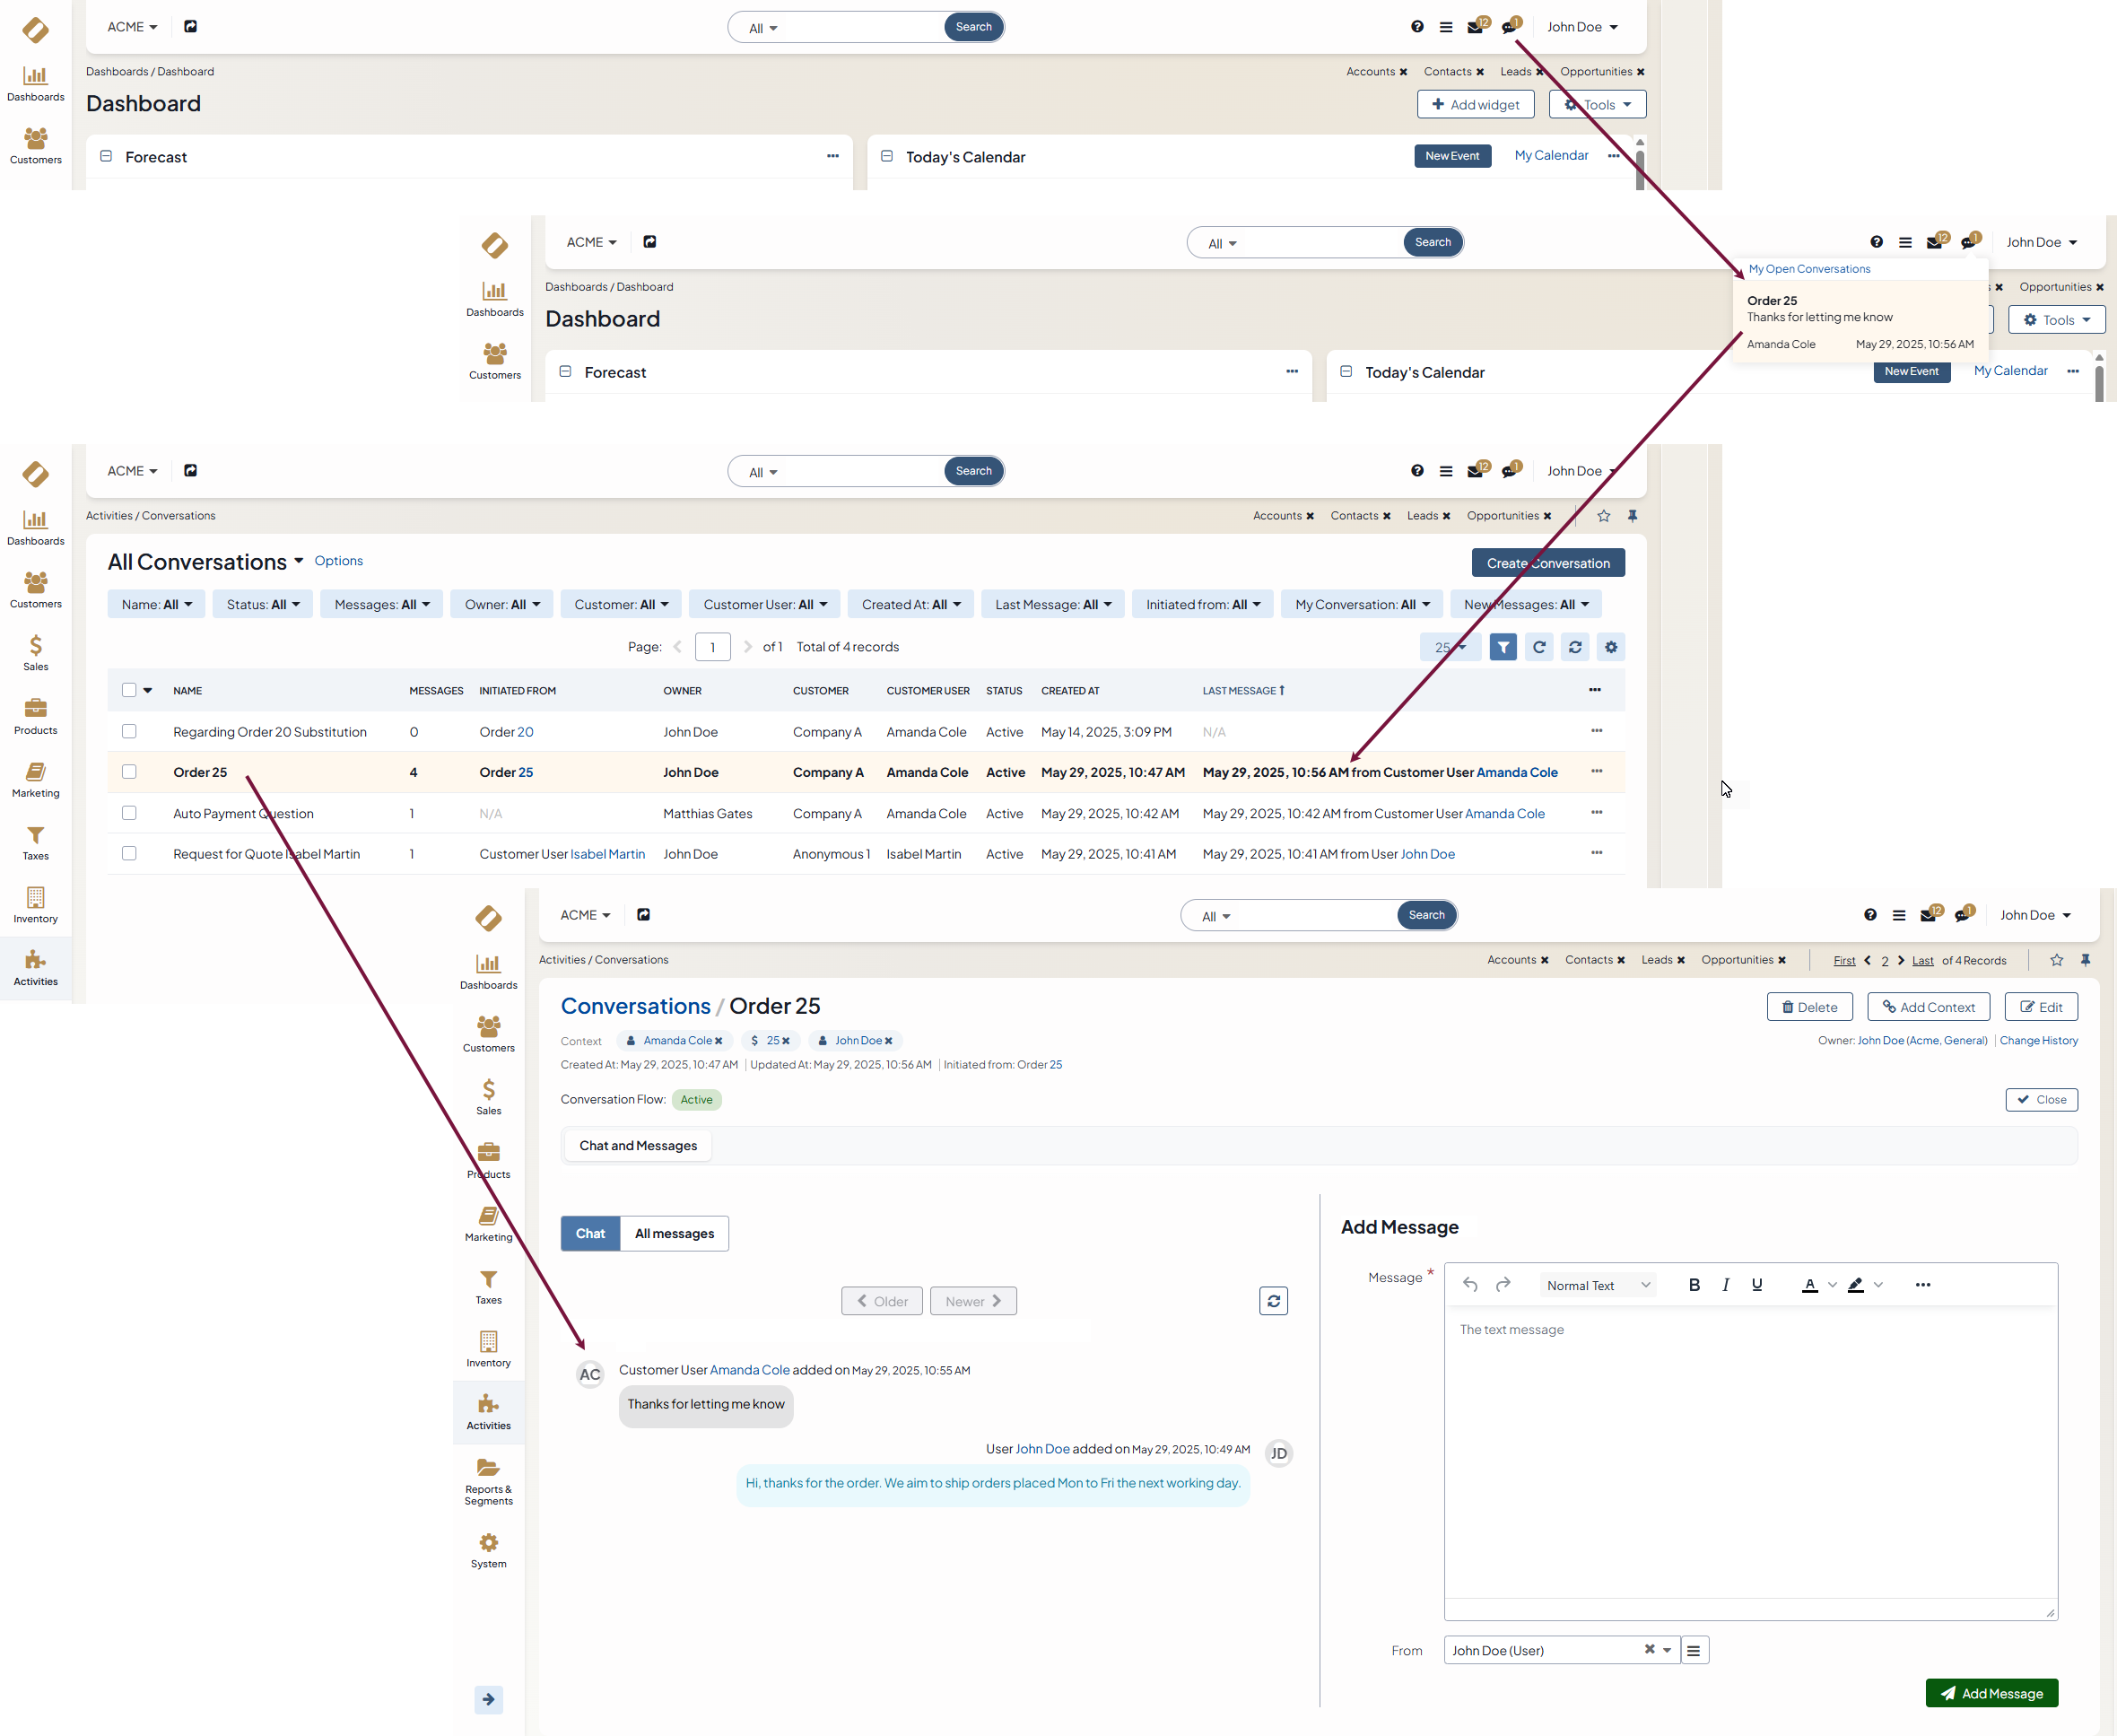 ACME
All
Search
12
1
John Doe
Dashboards
Customers
Dashboards / Dashboard
Accounts
Contacts
Leads
Opportunities
Dashboard
Add widget
Tools
Forecast
Today's Calendar
New Event
My Calendar
ACME
All
Search
12
1
John Doe
Dashboards
Customers
Dashboards / Dashboard
Opportunities
Dashboard
Tools
My Open Conversations
Order 25
Thanks for letting me know
Amanda Cole May 29, 2025, 10:56 AM
Forecast
Today's Calendar
New Event
My Calendar
ACME
All
Search
12
1
John Doe
Dashboards
Customers
Sales
Products
Marketing
Taxes
Inventory
Activities
Activities / Conversations
Accounts
Contacts
Leads
Opportunities
All Conversations
Options
Create Conversation
Name: All
Status: All
Messages: All
Owner: All
Customer: All
Customer User: All
Created At: All
Last Message: All
Initiated from: All
My Conversation: All
New Messages: All
Page: 1 of 1 Total of 4 records
25
NAME MESSAGES INITIATED FROM OWNER CUSTOMER CUSTOMER USER STATUS CREATED AT LAST MESSAGE
Regarding Order 20 Substitution 0 Order 20 John Doe Company A Amanda Cole Active May 14, 2025, 3:09 PM N/A
Order 25 4 Order 25 John Doe Company A Amanda Cole Active May 29, 2025, 10:47 AM May 29, 2025, 10:56 AM from Customer User Amanda Cole
Auto Payment Question 1 N/A Matthias Gates Company A Amanda Cole Active May 29, 2025, 10:42 AM May 29, 2025, 10:42 AM from Customer User Amanda Cole
Request for Quote Isabel Martin 1 Customer User Isabel Martin John Doe Anonymous 1 Isabel Martin Active May 29, 2025, 10:41 AM May 29, 2025, 10:41 AM from User John Doe
ACME
All
Search
12
1
John Doe
Dashboards
Customers
Sales
Products
Marketing
Taxes
Inventory
Activities
Reports &
Segments
System
Activities / Conversations
Accounts
Contacts
Leads
Opportunities
First 2 Last of 4 Records
Conversations / Order 25
Delete
Add Context
Edit
Context Amanda Cole $ 25 John Doe
Owner: John Doe (Acme, General) | Change History
Created At: May 29, 2025, 10:47 AM | Updated At: May 29, 2025, 10:56 AM | Initiated from: Order 25
Conversation Flow: Active
Close
Chat and Messages
Chat
All messages
Older
Newer
AC
Customer User Amanda Cole added on May 29, 2025, 10:55 AM
Thanks for letting me know
User John Doe added on May 29, 2025, 10:49 AM
JD
Hi, thanks for the order. We aim to ship orders placed Mon to Fri the next working day.
Add Message
Message *
Normal Text
B I U A
The text message
From John Doe (User)
Add Message